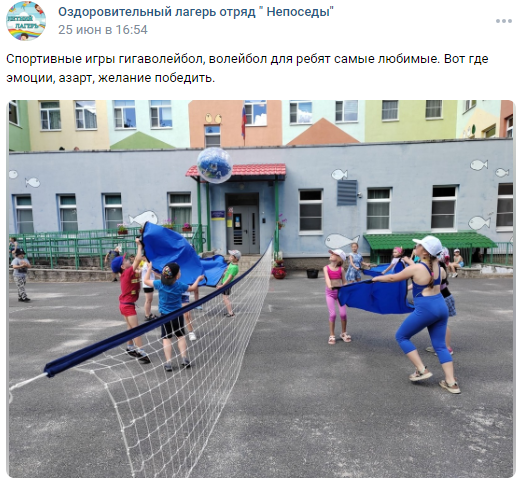 Оздоровительный лагерь отряд " Непоседы"
25 июн в 16:54
Спортивные игры гигаволейбол, волейбол для ребят самые любимые. Вот где
эмоции, азарт, желание победить.